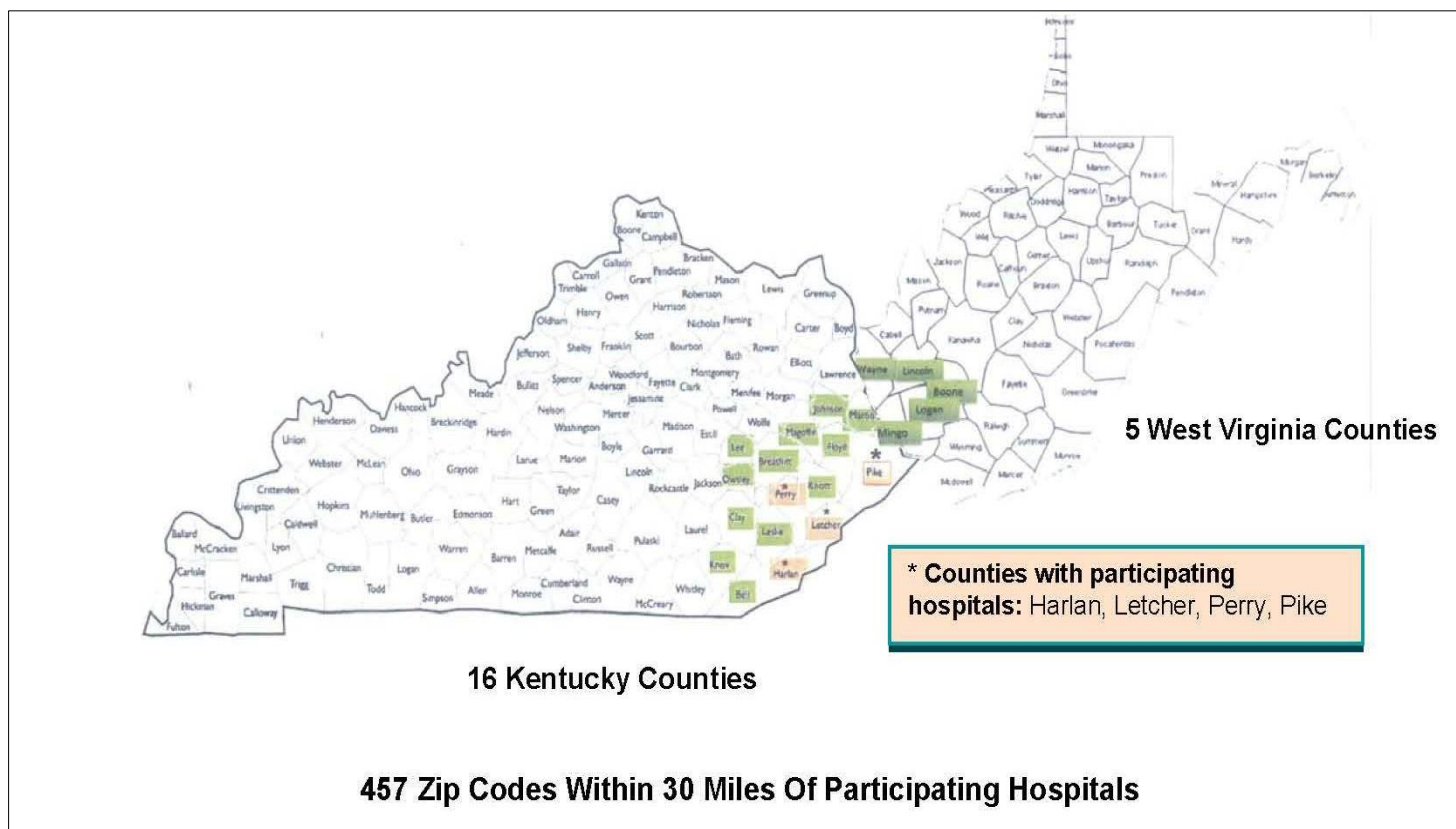 Ohio
Marshall
Wetzel
Monongalia
Marion
Preston
Tyler
Harrison
Taylor
Doddridge
Wood
Ritchie
Barbour
Tucker
Grant
Mineral
Hampshire
Morgan
Berkeley
Hardy
Lewis
Upshur
Randolph
Pendleton
Jackson
Calhoun
Mason
Roane
Braxton
Putnam
Clay
Webster
Cabell
Kanawha
Nicholas
Pocahontas
Wayne
Lincoln
Boone
Fayette
Greenbrier
Logan
Mingo
Raleigh
Wyoming
Summers
Monroe
Mercer
Mcdowell
5 West Virginia Counties
Kenton
Boone
Campbell
Gallatin
Bracken
Carroll
Pendleton
Grant
Trimble
Mason
Owen
Robertson
Lewis
Greenup
Henry
Harrison
Oldham
Nicholas
Fleming
Carter
Boyd
Scott
Jefferson
Shelby
Franklin
Bourbon
Bath
Rowan
Elliott
Lawrence
Woodford
Fayette
Clark
Montgomery
Bullitt
Spencer
Anderson
Jessamine
Menifee
Morgan
Meade
Hancock
Nelson
Mercer
Powell
Johnson
Henderson
Daviess
Breckinridge
Hardin
Washington
Madison
Estill
Wolfe
Magoffin
Union
Boyle
Garrard
Lee
Floyd
*
Webster
McLean
Ohio
Grayson
Larue
Marion
Lincoln
Breathitt
Pike
Crittenden
Rockcastle
Jackson
Owsley
*
Perry
Knott
Livingston
Hopkins
Hart
Taylor
Casey
*
Letcher
Caldwell
Muhlenberg
Butler
Edmonson
Green
Clay
Ballard
McCracken
Lyon
Adair
Laurel
Leslie
Warren
Barren
Metcalfe
Russell
Pulaski
Carlisle
Marshall
Trigg
Christian
Logan
Knox
*
Harlan
Graves
Todd
Simpson
Allen
Monroe
Cumberland
Wayne
Whitley
Bell
Hickman
Calloway
Clinton
McCreary
Fulton
* Counties with participating
hospitals: Harlan, Letcher, Perry, Pike
16 Kentucky Counties
457 Zip Codes Within 30 Miles Of Participating Hospitals